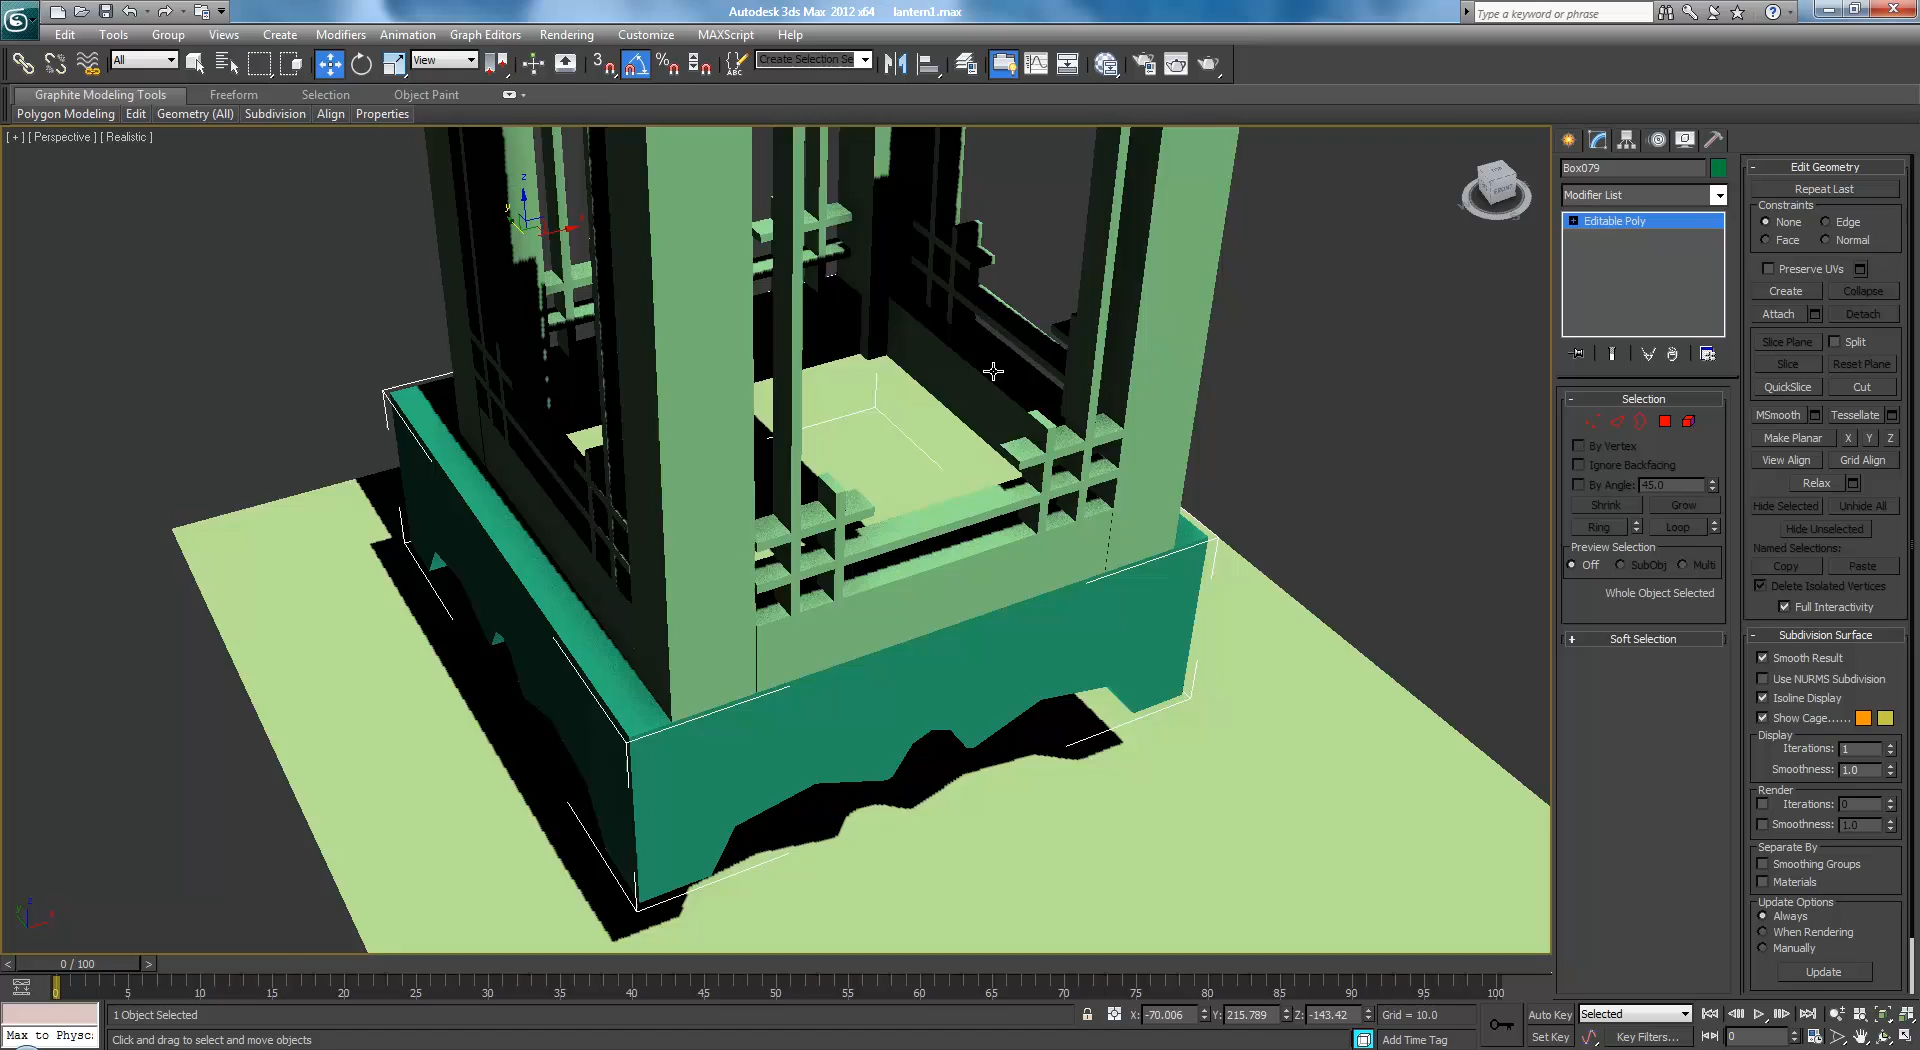 Autodesk 3ds Max 2012 x64 lantern1.max
Type a keyword or phrase
Edit Tools Group Views Create Modifiers Animation Graph Editors Rendering Customize MAXScript Help
All View 3 % ABC Create Selection Se
Graphite Modeling Tools Freeform Selection Object Paint
Polygon Modeling Edit Geometry (All) Subdivision Align Properties
[ + ] [ Perspective ] [ Realistic ]
z
y
TOP
FRONT
Box079
Modifier List
Editable Poly
Selection
By Vertex
Ignore Backfacing
By Angle: 45.0
Shrink Grow
Ring Loop
Preview Selection
Off SubObj Multi
Whole Object Selected
Soft Selection
Edit Geometry
Repeat Last
Constraints
None Edge
Face Normal
Preserve UVs
Create Collapse
Attach Detach
Slice Plane Split
Slice Reset Plane
QuickSlice Cut
MSmooth Tessellate
Make Planar X Y Z
View Align Grid Align
Relax
Hide Selected Unhide All
Hide Unselected
Named Selections:
Copy Paste
Delete Isolated Vertices
Full Interactivity
Subdivision Surface
Smooth Result
Use NURMS Subdivision
Isoline Display
Show Cage......
Display
Iterations: 1
Smoothness: 1.0
Render
Iterations: 0
Smoothness: 1.0
Separate By
Smoothing Groups
Materials
Update Options
Always
When Rendering
Manually
Update
< 0 / 100 >
0 5 10 15 20 25 30 35 40 45 50 55 60 65 70 75 80 85 90 95 100
1 Object Selected X: -70.006 Y: 215.789 Z: -143.42 Grid = 10.0 Auto Key Selected
Max to Physc Click and drag to select and move objects Add Time Tag Set Key Key Filters... 0